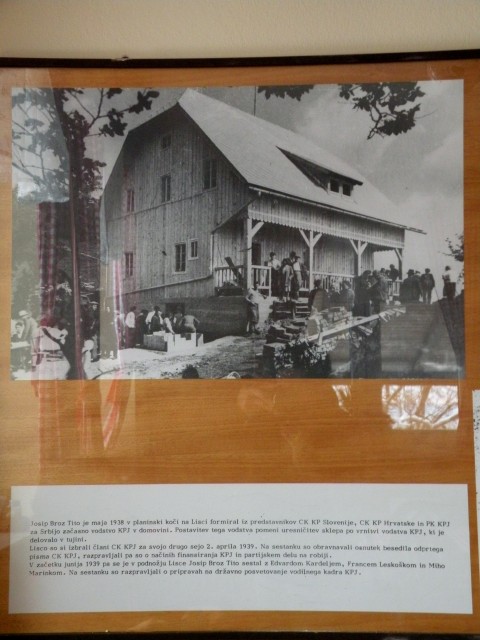 Josip Broz Tito je maja 1938 v planinski koči na Lisci formiral iz predstavnikov CK KP Slovenije, CK KP Hrvatske in PK KPJ
za Srbijo začasno vodstvo KPJ v domovini. Postavitev tega vodstva pomeni uresničitev sklepa po vrnitvi vodstva KPJ, ki je
delovalo v tujini.
Lisco so si izbrali člani CK KPJ za svojo drugo sejo 2. aprila 1939. Na sestanku so obravnavali osnutek besedila odprtega
pisma CK KPJ, razpravljali pa so o načinih finansiranja KPJ in partijskem delu na robiji.
V začetku junija 1939 pa se je v podnožju Lisce Josip Broz Tito sestal z Edvardom Kardeljem, Francem Leskoškom in Miho
Marinkom. Na sestanku so razpravljali o pripravah na državno posvetovanje vodilnega kadra KPJ.